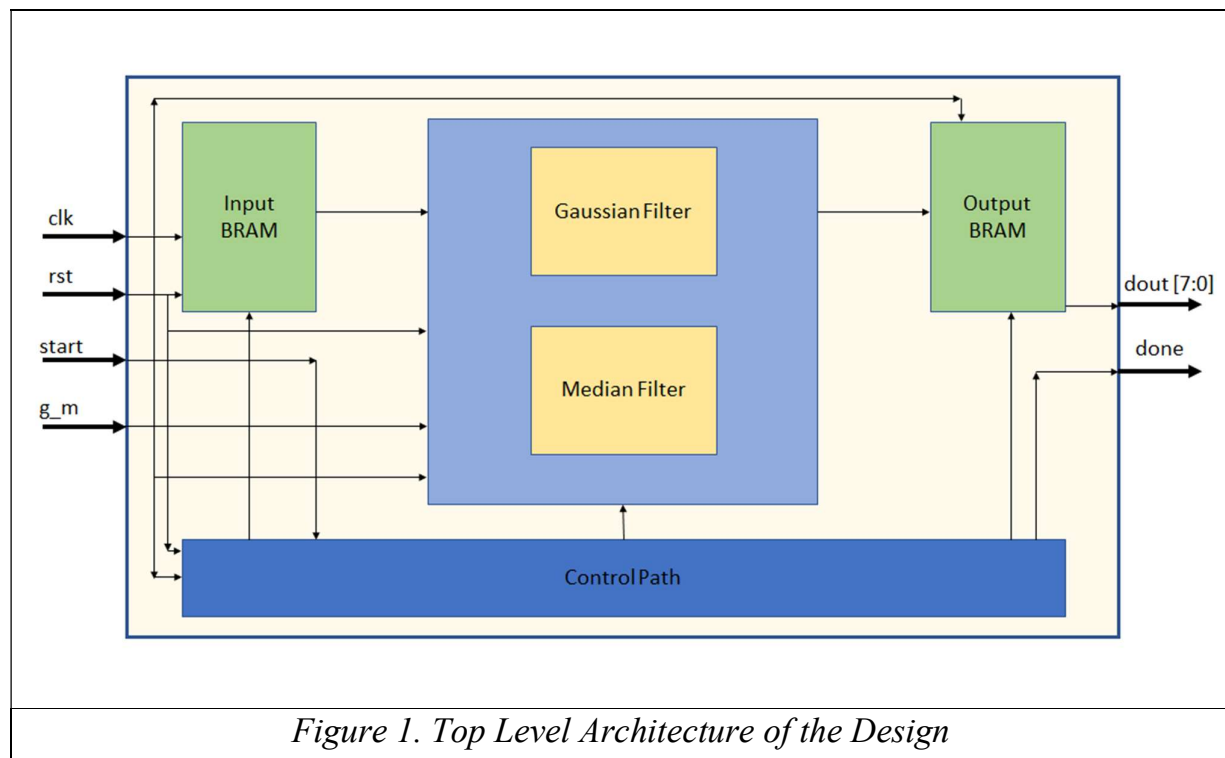 clk
rst
start
g_m
Input
BRAM
Gaussian Filter
Median Filter
Output
BRAM
dout [7:0]
done
Control Path
Figure 1. Top Level Architecture of the Design